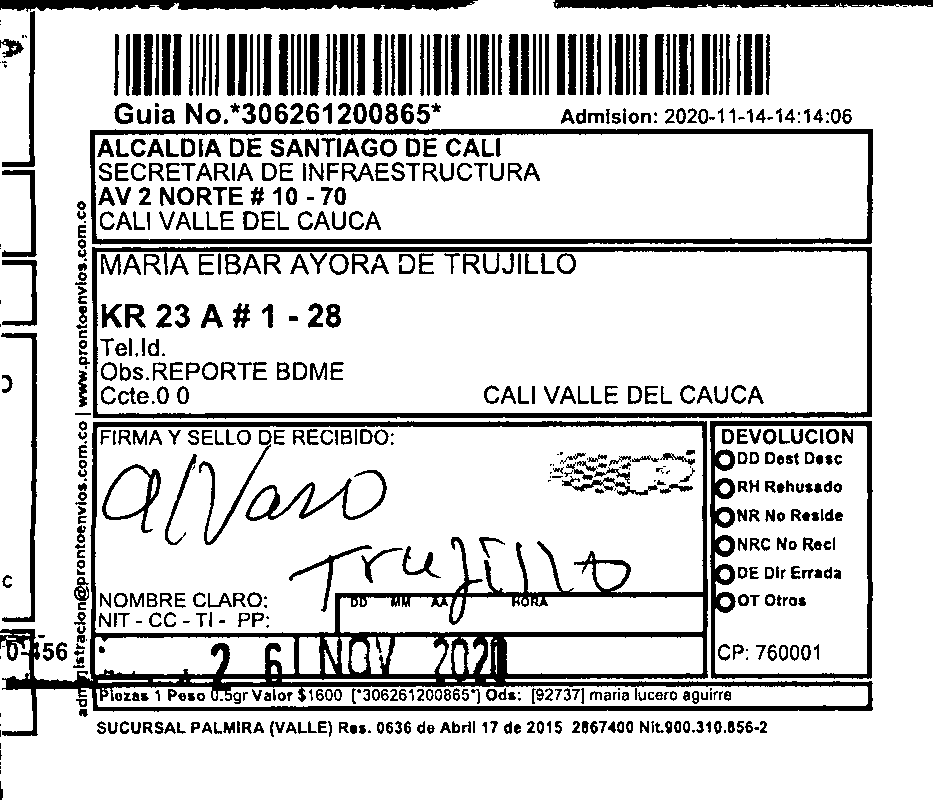 Guia No.*306261200865*
Admision: 2020-11-14-14:14:06
ALCALDIA DE SANTIAGO DE CALI
SECRETARIA DE INFRAESTRUCTURA
AV 2 NORTE # 10 - 70
CALI VALLE DEL CAUCA
MARIA EIBAR AYORA DE TRUJILLO
KR 23 A # 1 - 28
Tel.Id.
Obs.REPORTE BDME
Ccte.0 0 CALI VALLE DEL CAUCA
FIRMA Y SELLO DE RECIBIDO:
alvaro
Trujillo
NOMBRE CLARO:
NIT - CC - TI - PP:
DD MM AA HORA
26 NOV 2020
DEVOLUCION
DD Dest Desc
RH Rehusado
NR No Reside
NRC No Recl
DE Dir Errada
OT Otros
CP: 760001
Piezas 1 Peso 0.5gr Valor $1600 [*306261200865*] Ods: [92737] maria lucero aguirre
SUCURSAL PALMIRA (VALLE) Res. 0636 de Abril 17 de 2015 2867400 Nit.900.310.856-2
administracion@prontoenvios.com.co | www.prontoenvios.com.co
0-456